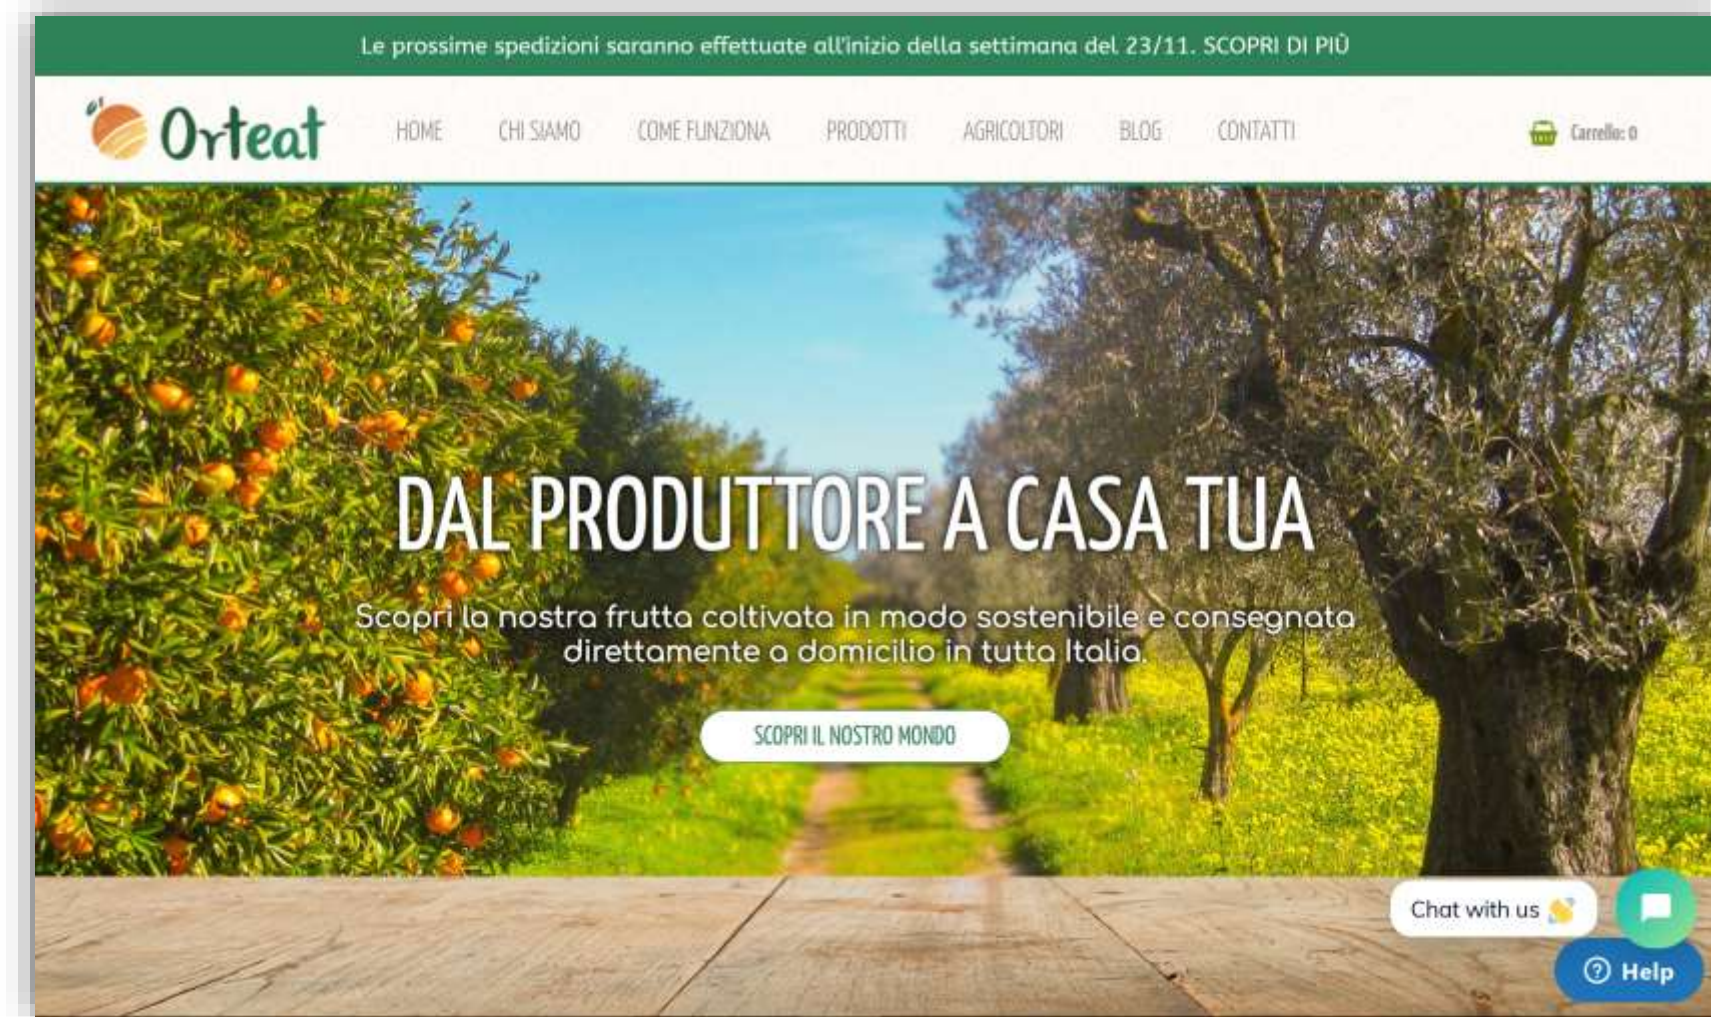 Le prossime spedizioni saranno effettuate all'inizio della settimana del 23/11. SCOPRI DI PIÙ
Orteat
HOME CHI SIAMO COME FUNZIONA PRODOTTI AGRICOLTORI BLOG CONTATTI
Carrello: 0
DAL PRODUTTORE A CASA TUA
Scopri la nostra frutta coltivata in modo sostenibile e consegnata
direttamente a domicilio in tutta Italia.
SCOPRI IL NOSTRO MONDO
Chat with us
Help